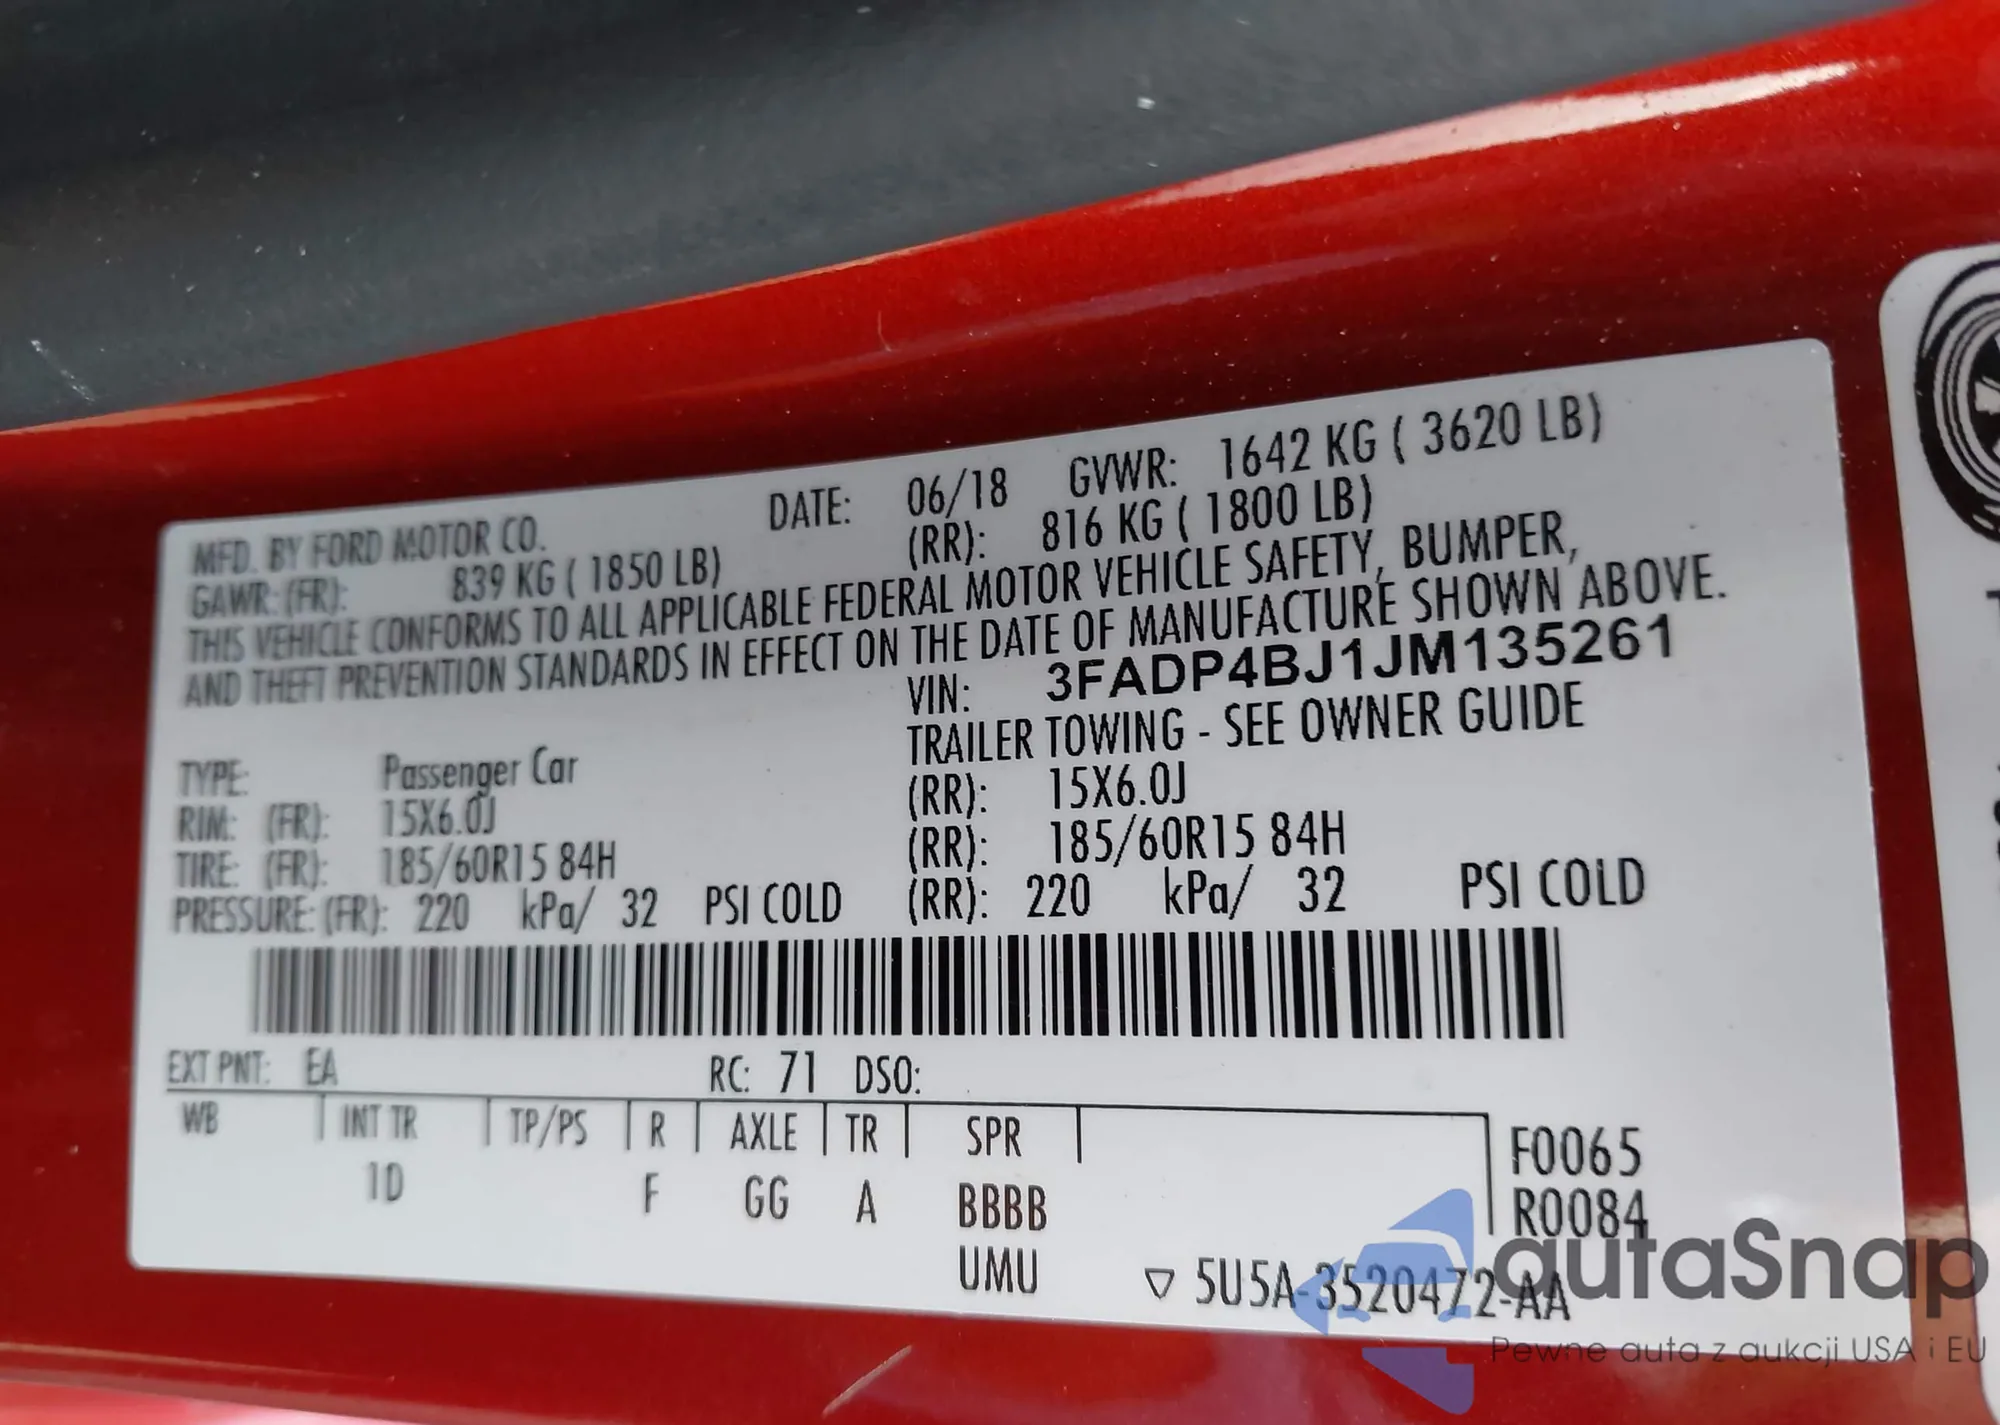 MFD. BY FORD MOTOR CO. DATE: 06/18 GVWR: 1642 KG ( 3620 LB)
GAWR: (FR): 839 KG ( 1850 LB) (RR): 816 KG ( 1800 LB)
THIS VEHICLE CONFORMS TO ALL APPLICABLE FEDERAL MOTOR VEHICLE SAFETY, BUMPER,
AND THEFT PREVENTION STANDARDS IN EFFECT ON THE DATE OF MANUFACTURE SHOWN ABOVE.
VIN: 3FADP4BJ1JM135261
TRAILER TOWING - SEE OWNER GUIDE
TYPE: Passenger Car
RIM: (FR): 15X6.0J (RR): 15X6.0J
TIRE: (FR): 185/60R15 84H (RR): 185/60R15 84H
PRESSURE: (FR): 220 kPa/ 32 PSI COLD (RR): 220 kPa/ 32 PSI COLD
EXT PNT: EA RC: 71 DSO:
WB INT TR TP/PS R AXLE TR SPR
1D F GG A BBBB
UMU
F0065
R0084
▽ 5U5A-3520472-AA
autaSnap
Pewne auta z aukcji USA i EU